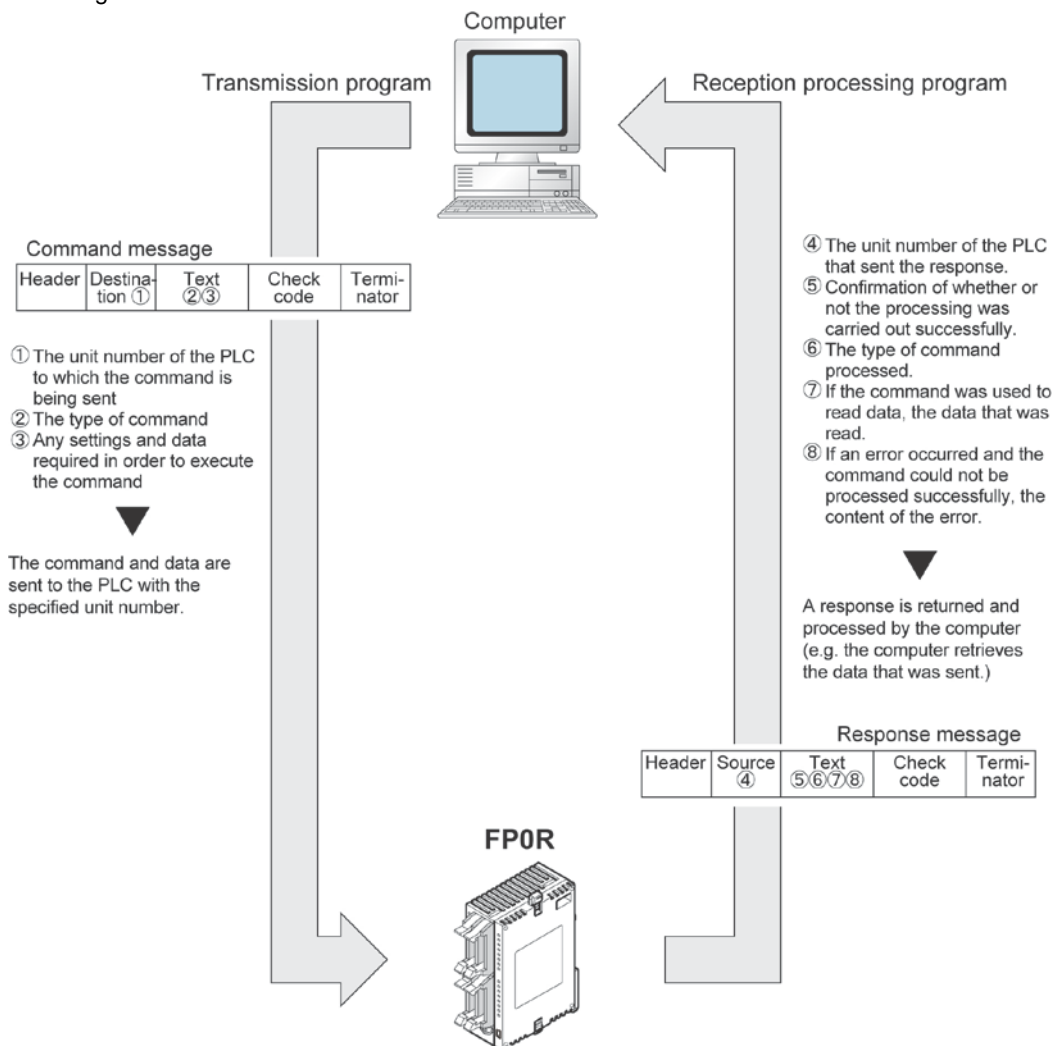 Computer
Transmission program
Reception processing program
Command message
Header
Destina-
tion ①
Text
②③
Check
code
Termi-
nator
① The unit number of the PLC
to which the command is
being sent
② The type of command
③ Any settings and data
required in order to execute
the command
The command and data are
sent to the PLC with the
specified unit number.
④ The unit number of the PLC
that sent the response.
⑤ Confirmation of whether or
not the processing was
carried out successfully.
⑥ The type of command
processed.
⑦ If the command was used to
read data, the data that was
read.
⑧ If an error occurred and the
command could not be
processed successfully, the
content of the error.
A response is returned and
processed by the computer
(e.g. the computer retrieves
the data that was sent.)
Response message
Header
Source
④
Text
⑤⑥⑦⑧
Check
code
Termi-
nator
FP0R